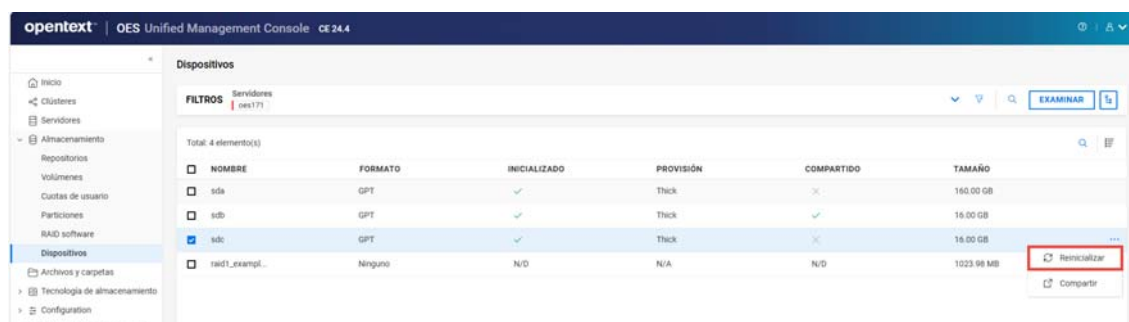 opentext™ | OES Unified Management Console CE 24.4
Inicio
Clústeres
Servidores
Almacenamiento
Repositorios
Volúmenes
Cuotas de usuario
Particiones
RAID software
Dispositivos
Archivos y carpetas
Tecnología de almacenamiento
Configuration
Dispositivos
FILTROS Servidores
oes171
EXAMINAR
Total: 4 elemento(s)
NOMBRE FORMATO INICIALIZADO PROVISIÓN COMPARTIDO TAMAÑO
sda GPT Thick 160.00 GB
sdb GPT Thick 16.00 GB
sdc GPT Thick 16.00 GB
raid1_exampl... Ninguno N/D N/A N/D 1023.98 MB
Reinicializar
Compartir